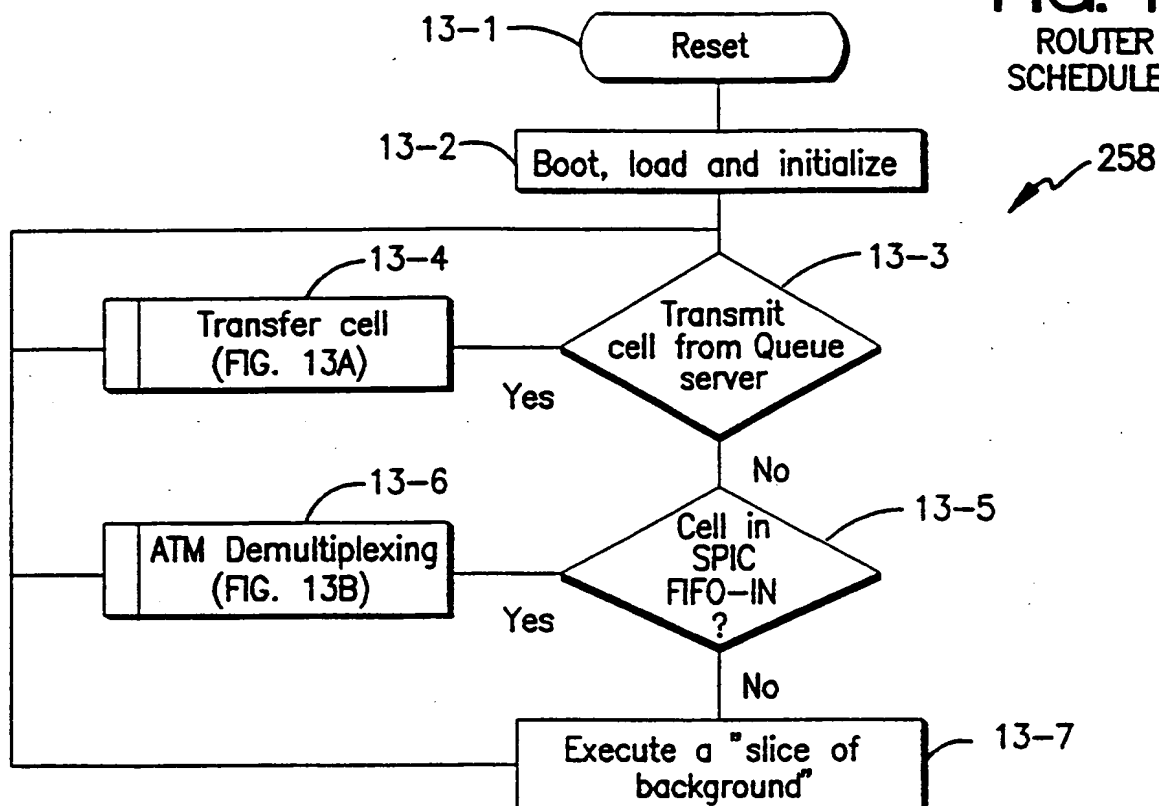 13-1
Reset
FIG. 1
ROUTER
SCHEDULE
13-2
Boot, load and initialize
258
13-4
13-3
Transfer cell
(FIG. 13A)
Transmit
cell from Queue
server
Yes
No
13-6
13-5
ATM Demultiplexing
(FIG. 13B)
Cell in
SPIC
FIFO-IN
?
Yes
No
13-7
Execute a "slice of
background"